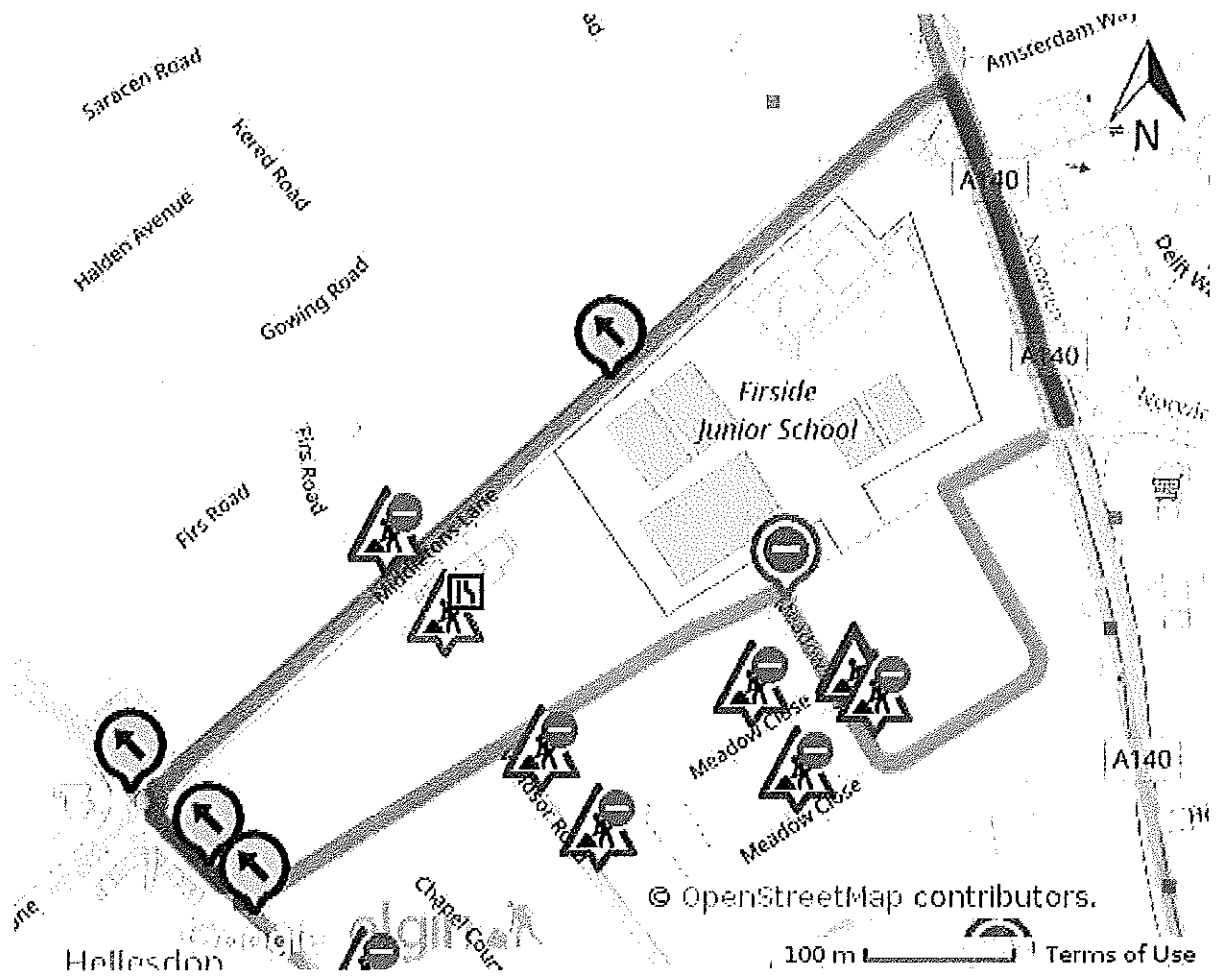 Amsterdam Way
Saracen Road
Kered Road
N
A140
Halden Avenue
Gowing Road
A140
Firside
Junior School
Firs Road
Firs Road
Middletons Lane
Meadow Close
A140
Meadow Close
© OpenStreetMap contributors.
Chapel Court
elgin
Hellesdon
100 m
Terms of Use